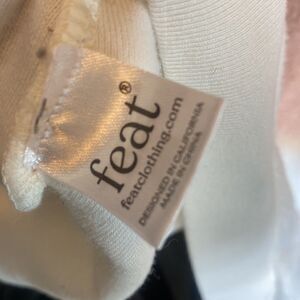 feat®
featclothing.com
DESIGNED IN CALIFORNIA
MADE IN CHINA